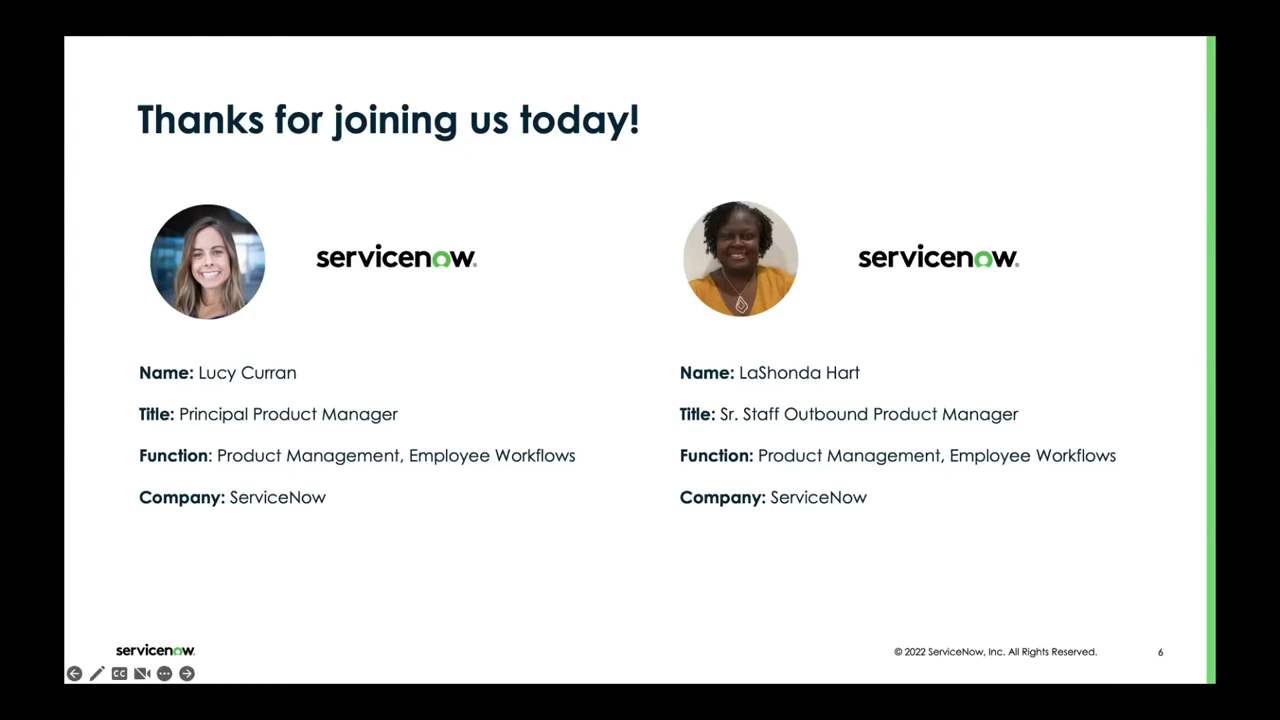 Thanks for joining us today!
servicenow®
servicenow®
Name: Lucy Curran
Title: Principal Product Manager
Function: Product Management, Employee Workflows
Company: ServiceNow
Name: LaShonda Hart
Title: Sr. Staff Outbound Product Manager
Function: Product Management, Employee Workflows
Company: ServiceNow
servicenow
CC
© 2022 ServiceNow, Inc. All Rights Reserved.
6